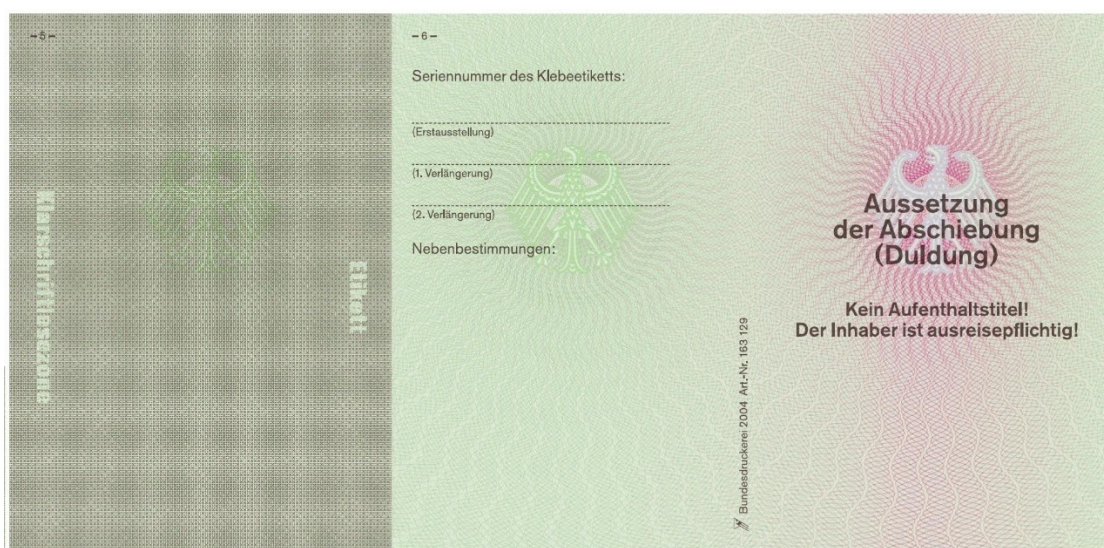 – 5 –
Klarschriftlesezone
Etikett
– 6 –
Seriennummer des Klebeetiketts:
(Erstausstellung)
(1. Verlängerung)
(2. Verlängerung)
Nebenbestimmungen:
Bundesdruckerei 2004 Art.-Nr. 163 129
Aussetzung
der Abschiebung
(Duldung)
Kein Aufenthaltstitel!
Der Inhaber ist ausreisepflichtig!